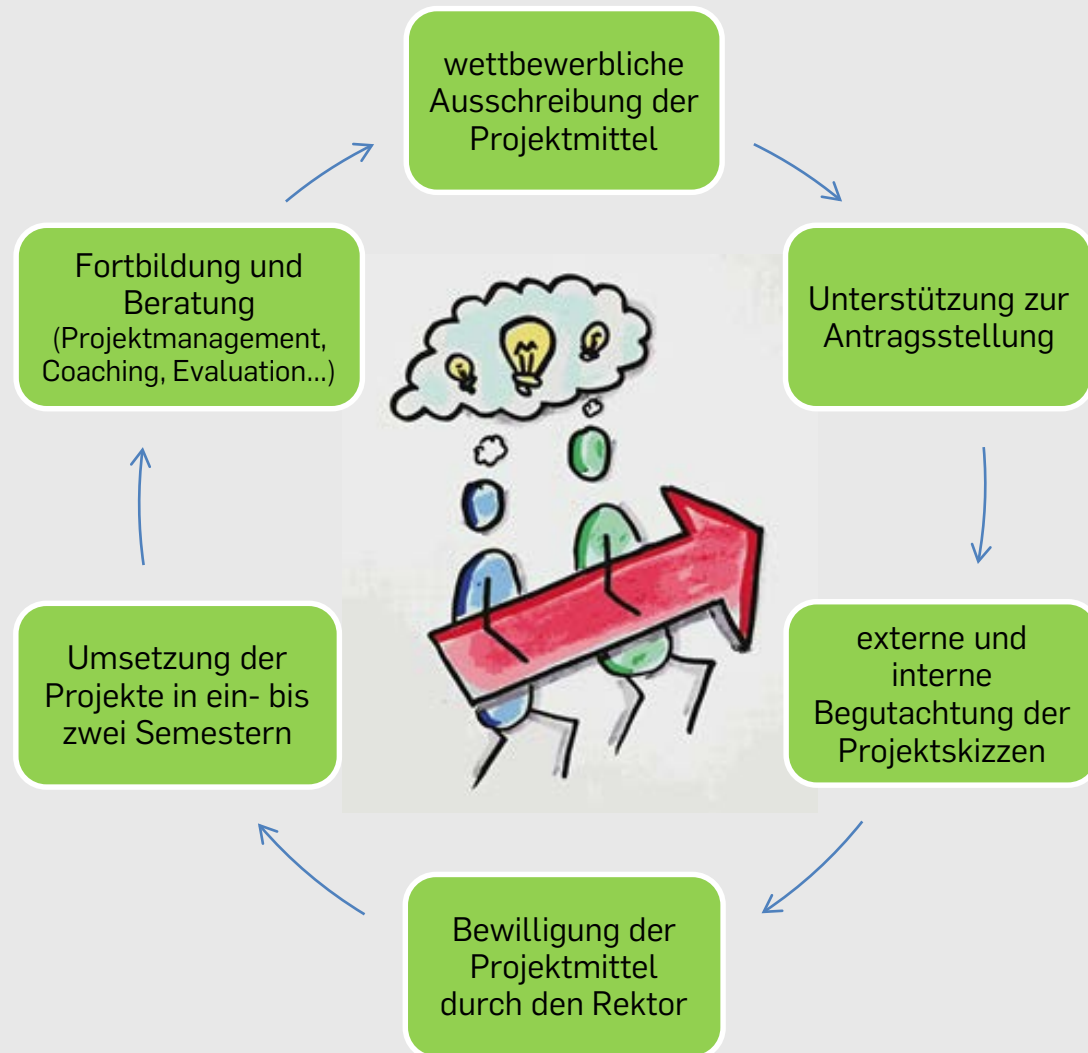 wettbewerbliche
Ausschreibung der
Projektmittel
Unterstützung zur
Antragsstellung
externe und
interne
Begutachtung der
Projektskizzen
Bewilligung der
Projektmittel
durch den Rektor
Umsetzung der
Projekte in ein- bis
zwei Semestern
Fortbildung und
Beratung
(Projektmanagement,
Coaching, Evaluation...)